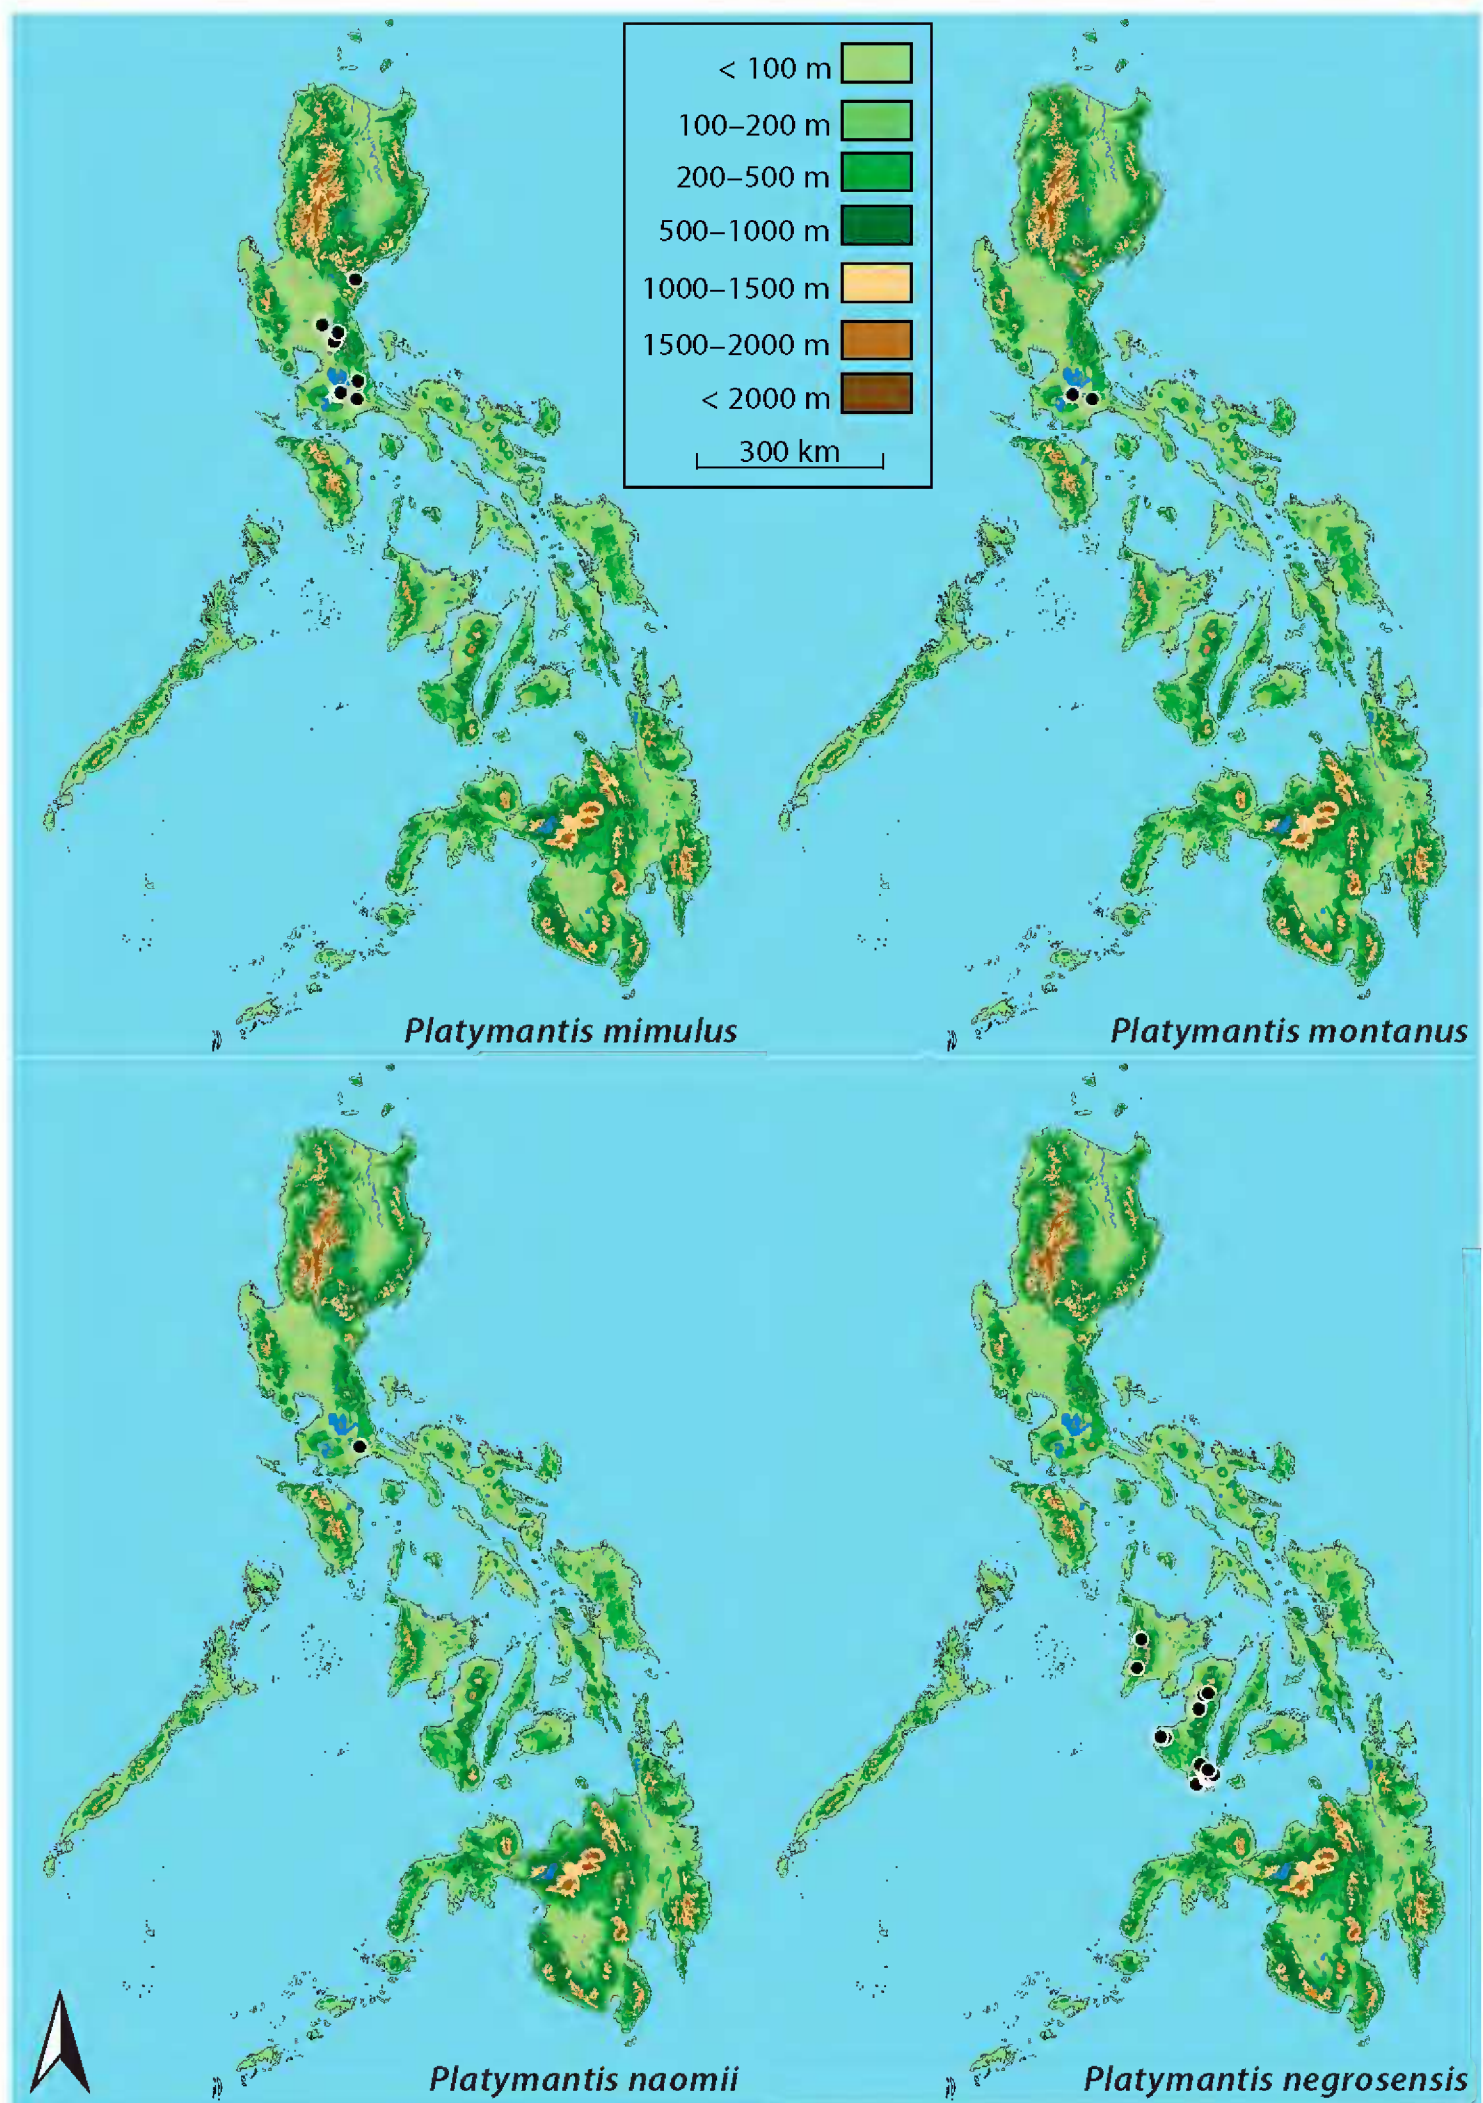 < 100 m
100–200 m
200–500 m
500–1000 m
1000–1500 m
1500–2000 m
< 2000 m
300 km
Platymantis mimulus
Platymantis montanus
Platymantis naomii
Platymantis negrosensis